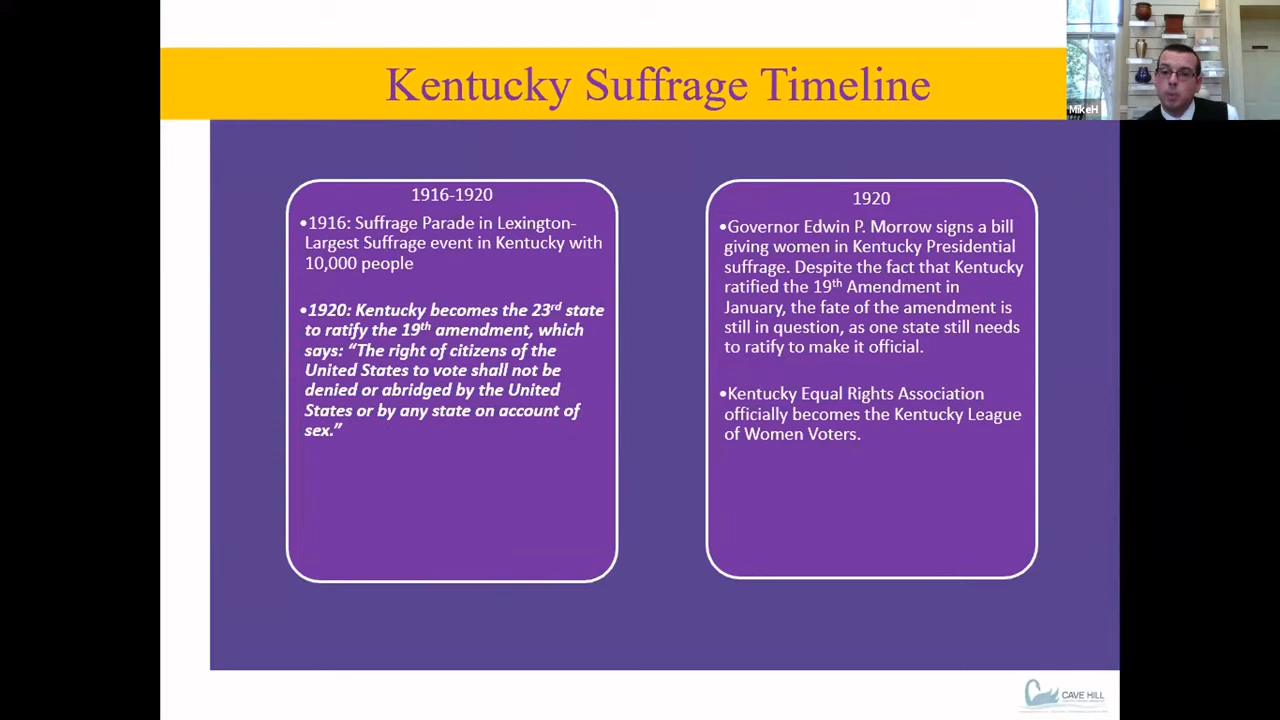 Kentucky Suffrage Timeline
MikeH
1916-1920
•1916: Suffrage Parade in Lexington-
Largest Suffrage event in Kentucky with
10,000 people
•1920: Kentucky becomes the 23rd state
to ratify the 19th amendment, which
says: “The right of citizens of the
United States to vote shall not be
denied or abridged by the United
States or by any state on account of
sex.”
1920
•Governor Edwin P. Morrow signs a bill
giving women in Kentucky Presidential
suffrage. Despite the fact that Kentucky
ratified the 19th Amendment in
January, the fate of the amendment is
still in question, as one state still needs
to ratify to make it official.
•Kentucky Equal Rights Association
officially becomes the Kentucky League
of Women Voters.
CAVE HILL